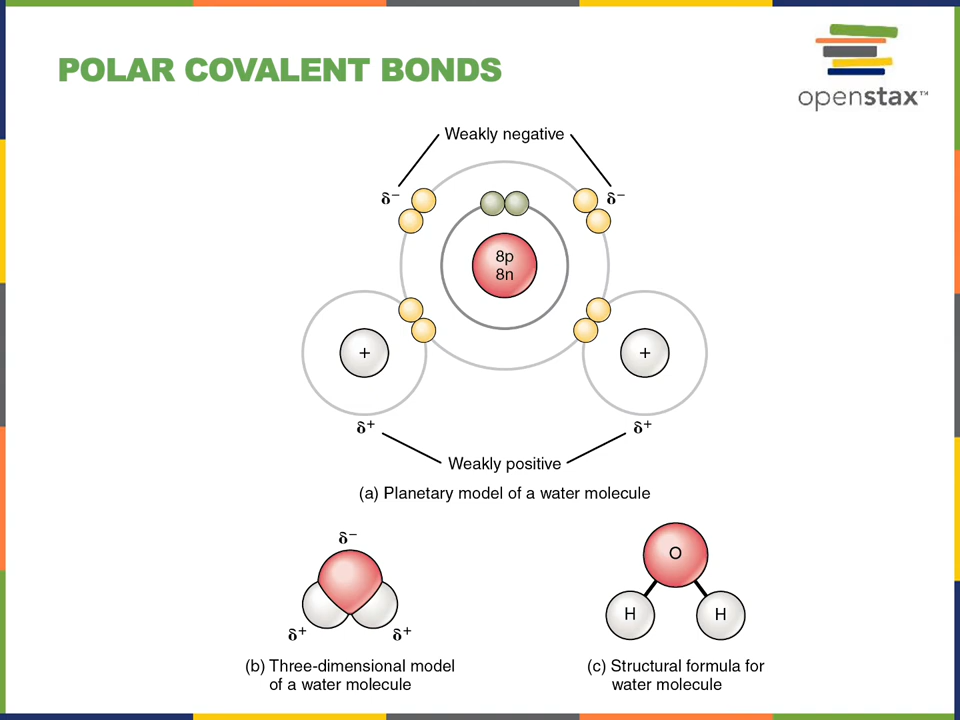 POLAR COVALENT BONDS
openstax™
Weakly negative
δ⁻
δ⁻
8p
8n
+
+
δ⁺
δ⁺
Weakly positive
(a) Planetary model of a water molecule
δ⁻
δ⁺
δ⁺
(b) Three-dimensional model
of a water molecule
O
H
H
(c) Structural formula for
water molecule